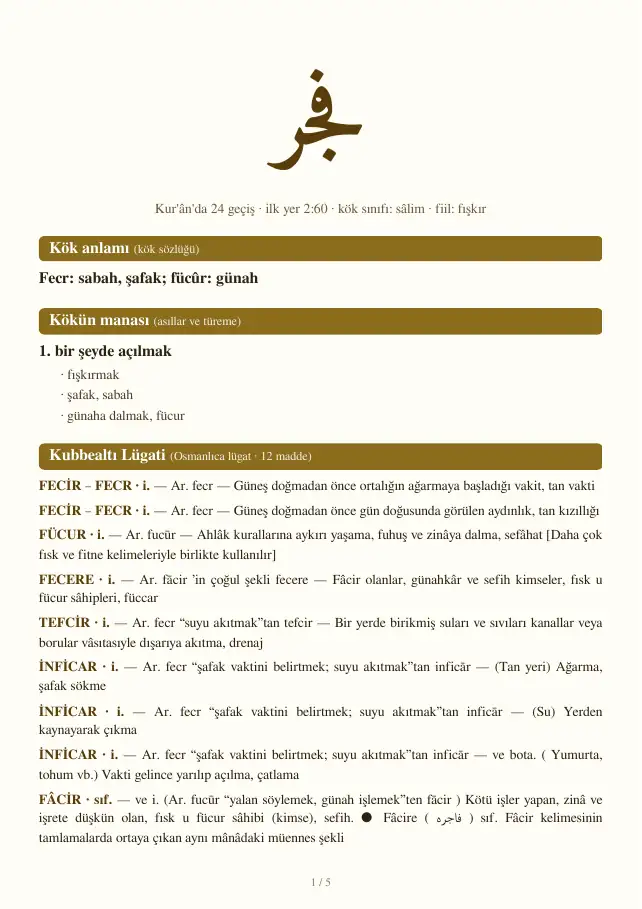 فجر
Kur'ân'da 24 geçiş · ilk yer 2:60 · kök sınıfı: sâlim · fiil: fışkır
Kök anlamı (kök sözlüğü)
Fecr: sabah, şafak; fücûr: günah
Kökün manası (asıllar ve türeme)
1. bir şeyde açılmak
· fışkırmak
· şafak, sabah
· günaha dalmak, fücur
Kubbealtı Lügati (Osmanlıca lügat · 12 madde)
FECİR – FECR · i. — Ar. fecr — Güneş doğmadan önce ortalığın ağarmaya başladığı vakit, tan vakti
FECİR – FECR · i. — Ar. fecr — Güneş doğmadan önce gün doğusunda görülen aydınlık, tan kızıllığı
FÜCUR · i. — Ar. fucūr — Ahlâk kurallarına aykırı yaşama, fuhuş ve zinâya dalma, sefâhat [Daha çok
fısk ve fitne kelimeleriyle birlikte kullanılır]
FECERE · i. — Ar. fācir 'in çoğul şekli fecere — Fâcir olanlar, günahkâr ve sefih kimseler, fısk u
fücur sâhipleri, füccar
TEFCİR · i. — Ar. fecr “suyu akıtmak”tan tefcіr — Bir yerde birikmiş suları ve sıvıları kanallar veya
borular vâsıtasıyle dışarıya akıtma, drenaj
İNFİCAR · i. — Ar. fecr “şafak vaktini belirtmek; suyu akıtmak”tan inficār — (Tan yeri) Ağarma,
şafak sökme
İNFİCAR · i. — Ar. fecr “şafak vaktini belirtmek; suyu akıtmak”tan inficār — (Su) Yerden
kaynayarak çıkma
İNFİCAR · i. — Ar. fecr “şafak vaktini belirtmek; suyu akıtmak”tan inficār — ve bota. ( Yumurta,
tohum vb.) Vakti gelince yarılıp açılma, çatlama
FÂCİR · sıf. — ve i. (Ar. fucūr “yalan söylemek, günah işlemek”ten fācir ) Kötü işler yapan, zinâ ve
işrete düşkün olan, fısk u fücur sâhibi (kimse), sefih. ● Fâcire ( فاجره ) sıf. Fâcir kelimesinin
tamlamalarda ortaya çıkan aynı mânâdaki müennes şekli
1 / 5